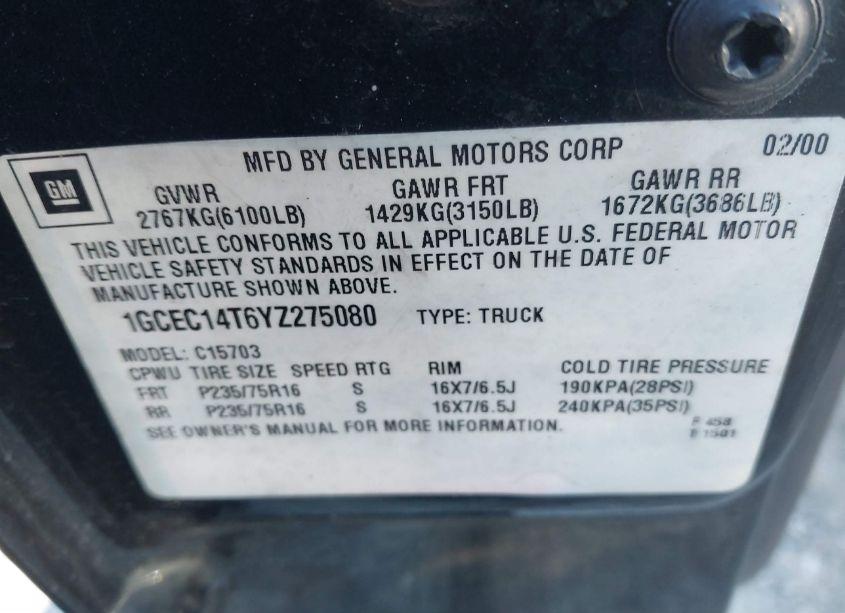 MFD BY GENERAL MOTORS CORP 02/00
GM
GVWR GAWR FRT GAWR RR
2767KG(6100LB) 1429KG(3150LB) 1672KG(3686LB)
THIS VEHICLE CONFORMS TO ALL APPLICABLE U.S. FEDERAL MOTOR
VEHICLE SAFETY STANDARDS IN EFFECT ON THE DATE OF
MANUFACTURE SHOWN ABOVE.
1GCEC14T6YZ275080 TYPE: TRUCK
MODEL: C15703
CPWU TIRE SIZE SPEED RTG RIM COLD TIRE PRESSURE
FRT P235/75R16 S 16X7/6.5J 190KPA(28PSI)
RR P235/75R16 S 16X7/6.5J 240KPA(35PSI)
SEE OWNER'S MANUAL FOR MORE INFORMATION.